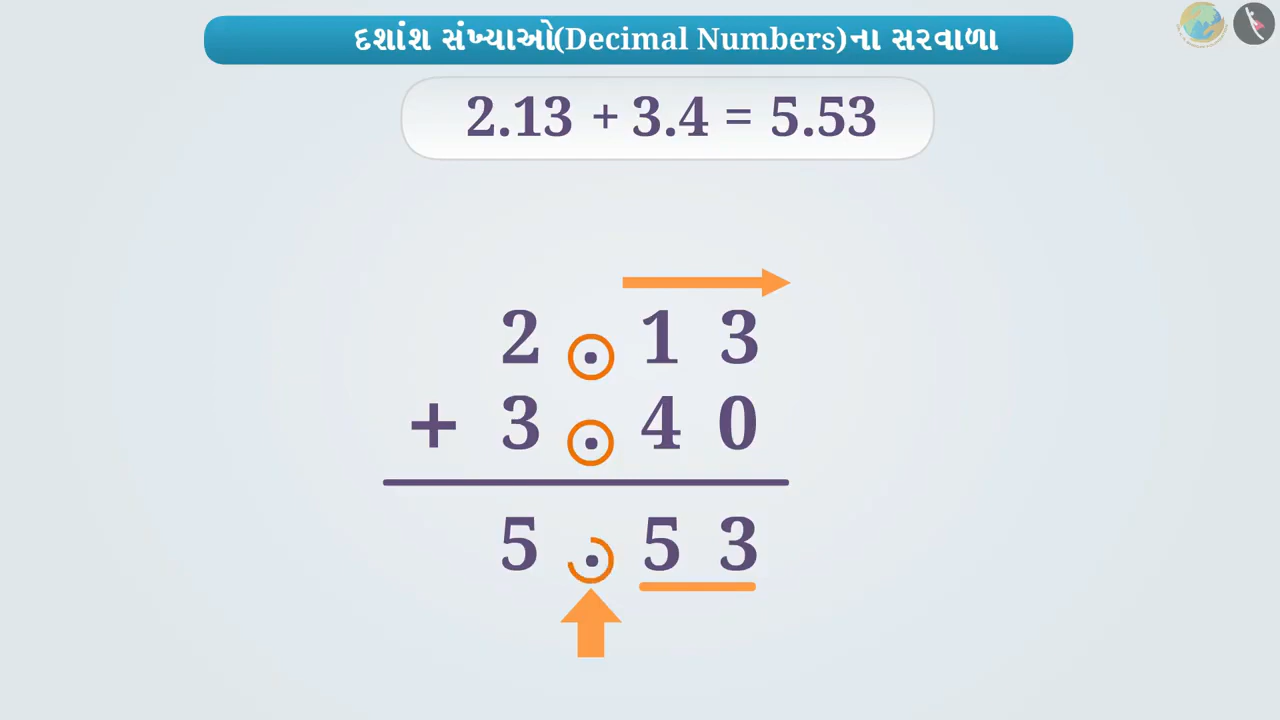 દશાંશ સંખ્યાઓ(Decimal Numbers)ના સરવાળા
2.13 + 3.4 = 5.53
2 . 1 3
+ 3 . 4 0
5 . 5 3